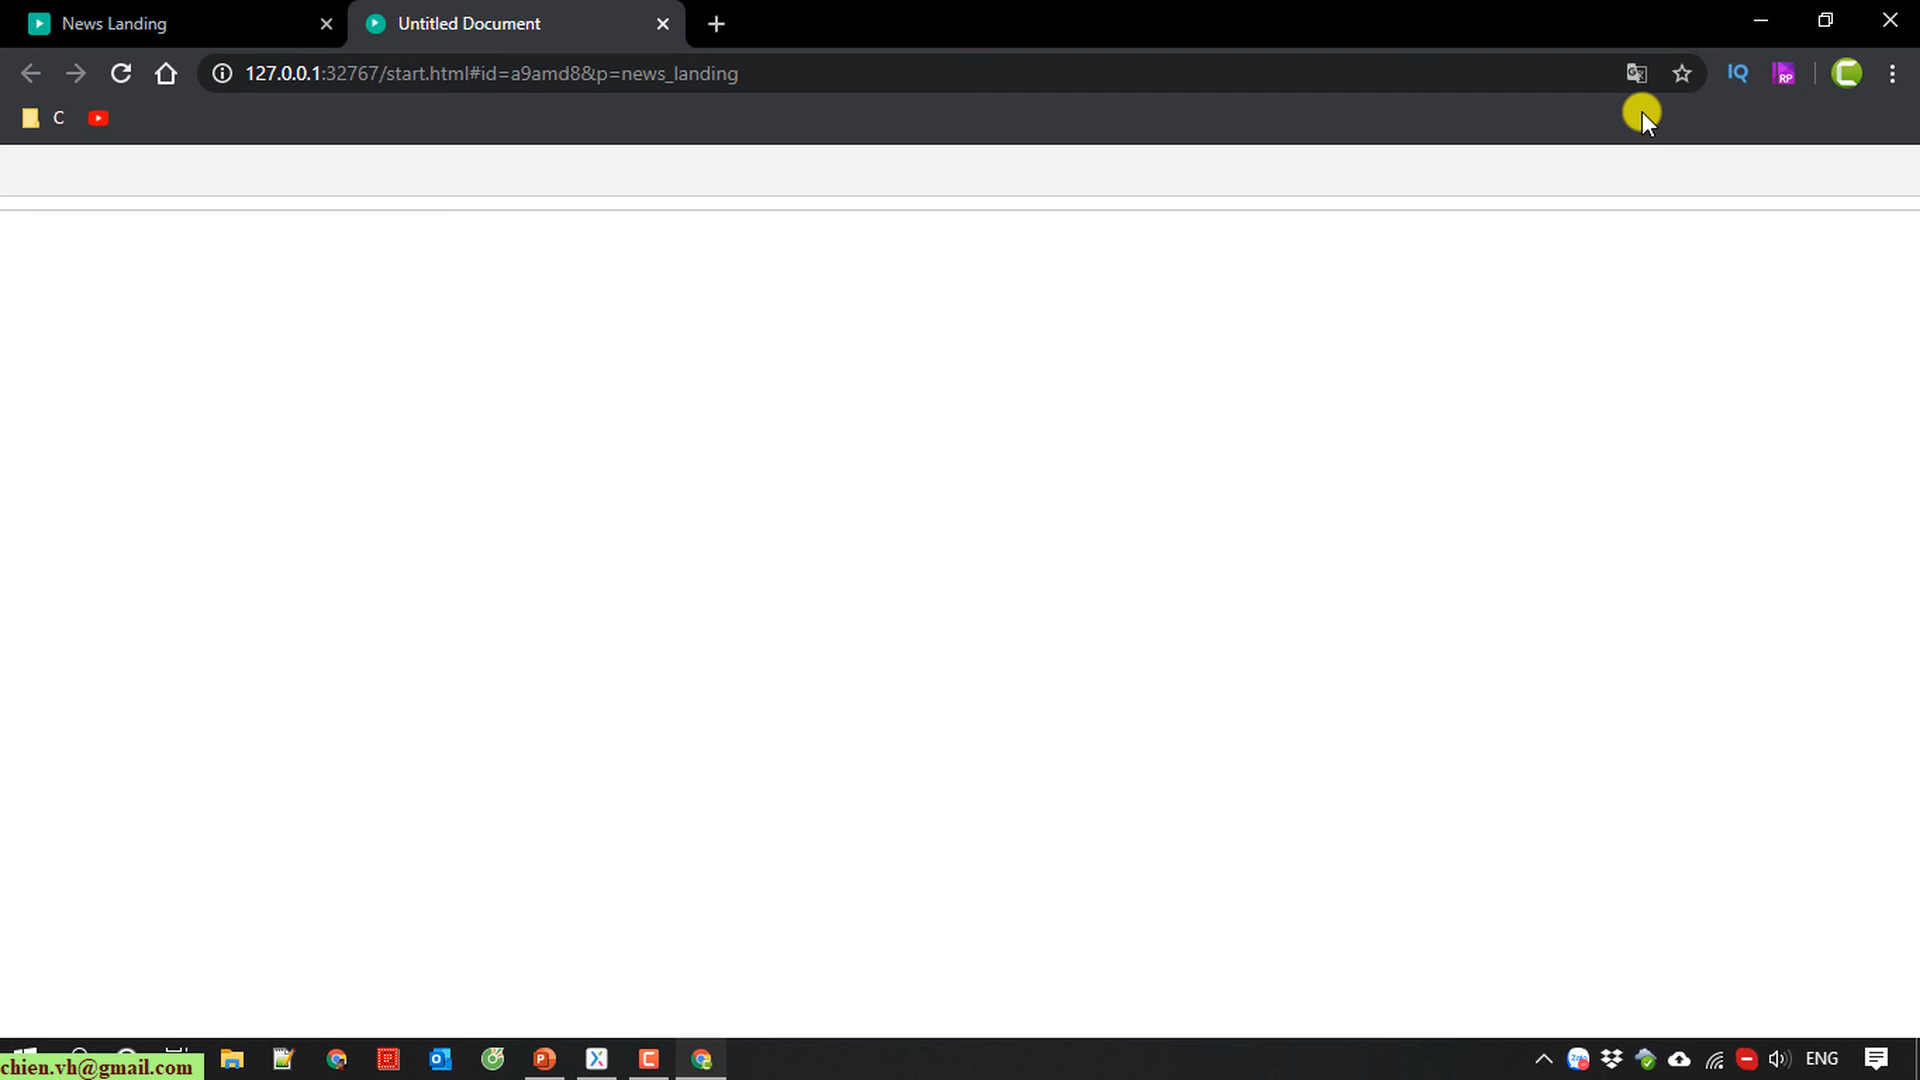 News Landing
Untitled Document
127.0.0.1:32767/start.html#id=a9amd8&p=news_landing
IQ
RP
C
chien.vh@gmail.com
Zalo
ENG